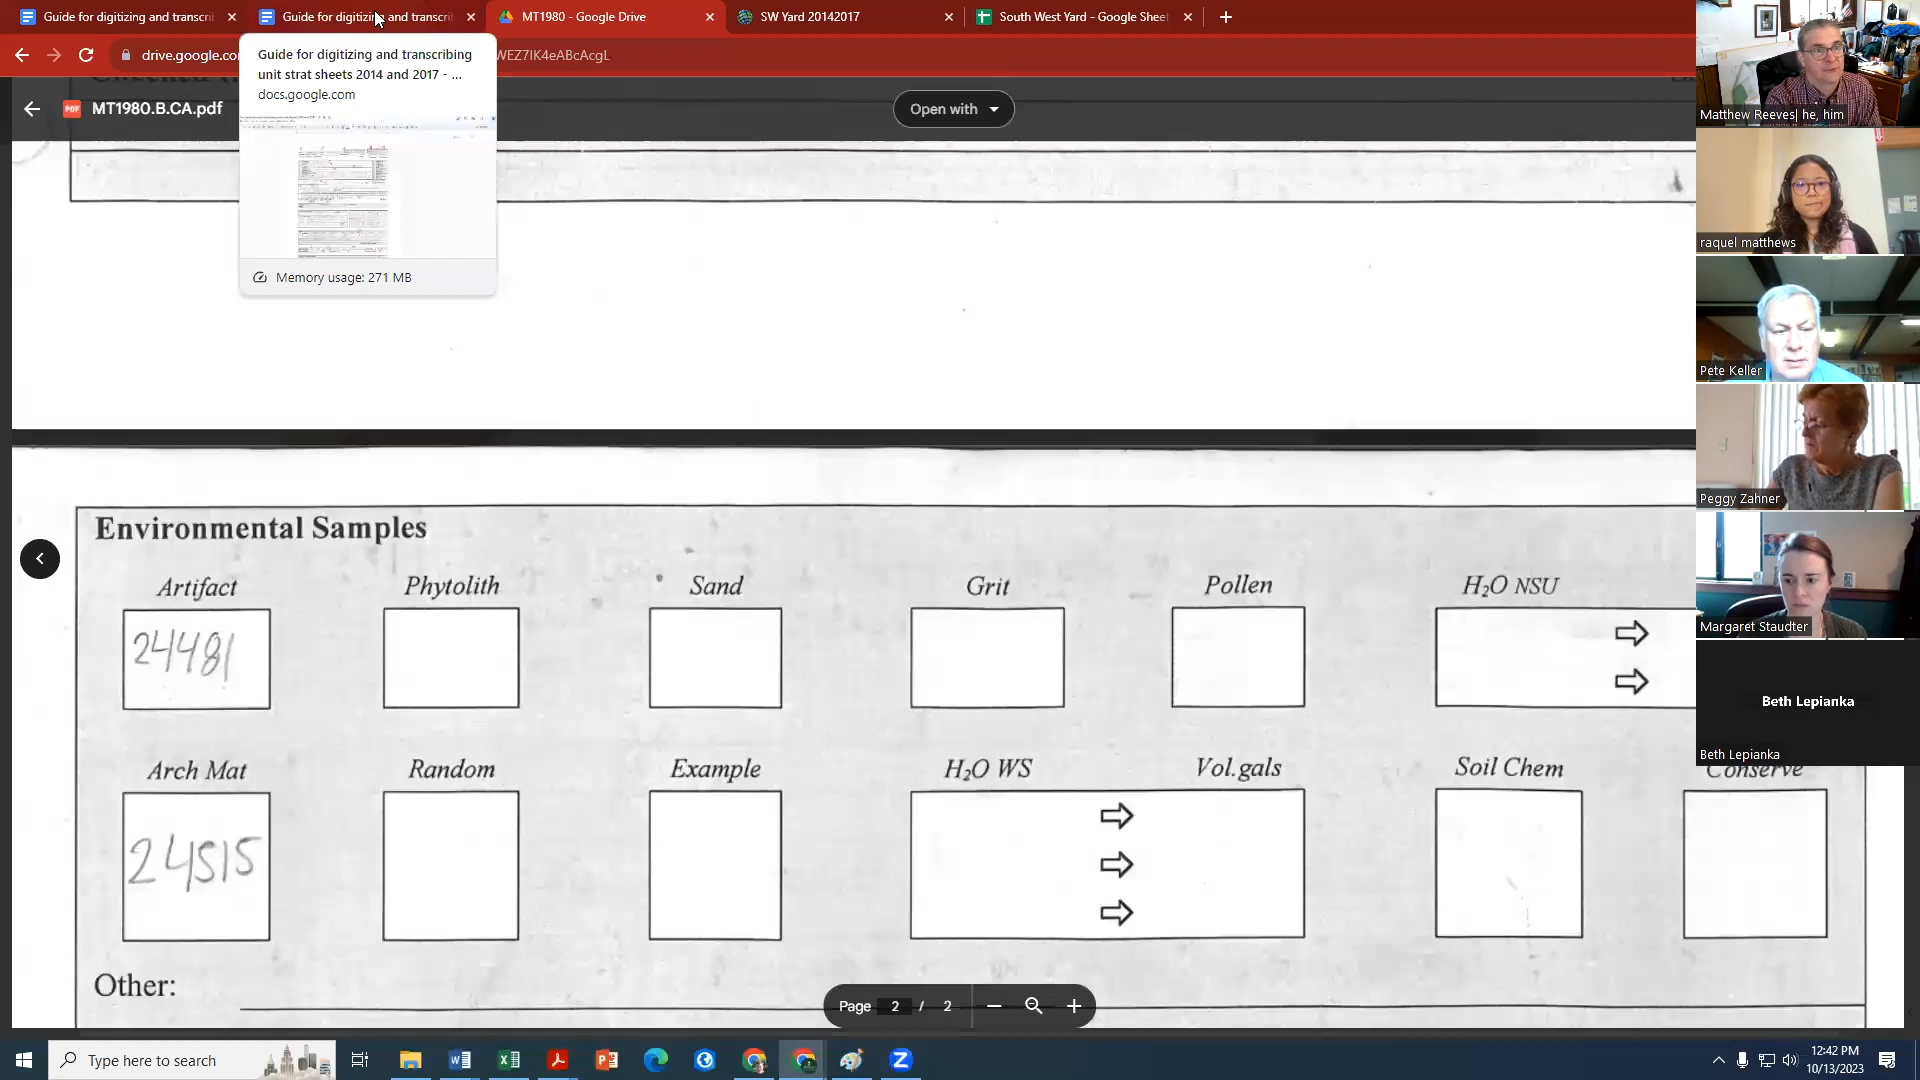 Guide for digitizing and transcrib
Guide for digitizing and transcrib
MT1980 - Google Drive
SW Yard 20142017
South West Yard - Google Sheet
drive.google.co
WEZ7IK4eABcAcgL
Guide for digitizing and transcribing
unit strat sheets 2014 and 2017 - ...
docs.google.com
Memory usage: 271 MB
PDF
MT1980.B.CA.pdf
Open with
Environmental Samples
Artifact
Phytolith
Sand
Grit
Pollen
H₂O NSU
24481
Arch Mat
Random
Example
H₂O WS
Vol.gals
Soil Chem
Conserve
24515
Other:
Page 2 / 2
Matthew Reeves| he, him
raquel matthews
Pete Keller
Peggy Zahner
Margaret Staudter
Beth Lepianka
Beth Lepianka
Type here to search
12:42 PM
10/13/2023